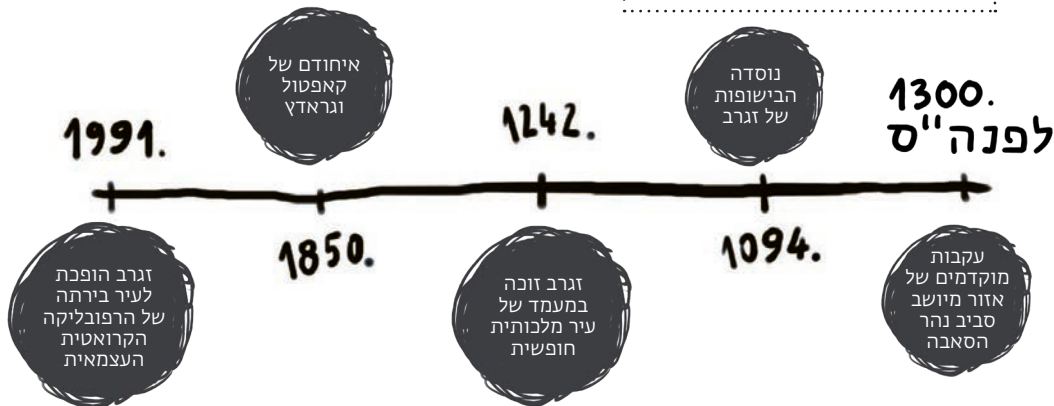 1300.
לפנה"ס
עקבות
מוקדמים של
אזור מיושב
סביב נהר
הסאבה
נוסדה
הבישופות
של זגרב
1094.
1242.
זגרב זוכה
במעמד של
עיר מלכותית
חופשית
איחודם של
קאפטול
וגראדץ
1850.
1991.
זגרב הופכת
לעיר בירתה
של הרפובליקה
הקרואטית
העצמאית